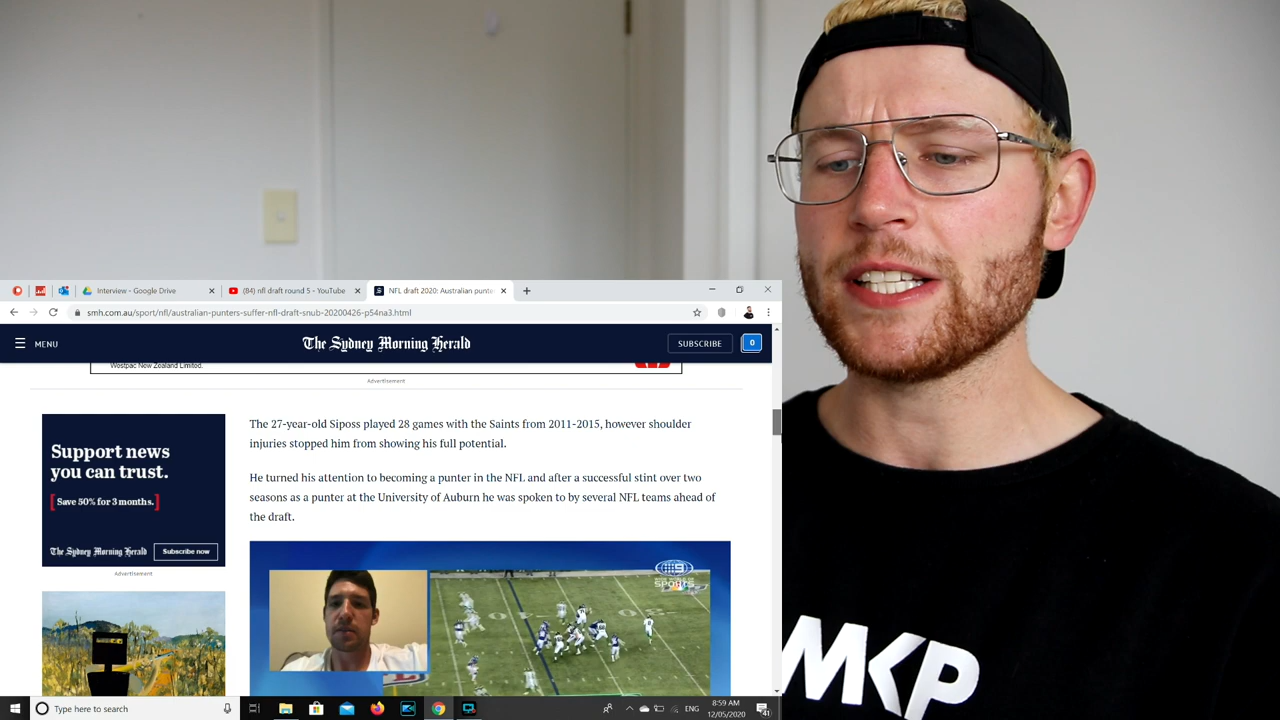 Interview - Google Drive
(84) nfl draft round 5 - YouTube
NFL draft 2020: Australian punte
smh.com.au/sport/nfl/australian-punters-suffer-nfl-draft-snub-20200426-p54na3.html
MENU
The Sydney Morning Herald
SUBSCRIBE
0
Westpac New Zealand Limited.
Advertisement
Support news
you can trust.
[ Save 50% for 3 months. ]
The Sydney Morning Herald
Subscribe now
Advertisement
The 27-year-old Siposs played 28 games with the Saints from 2011-2015, however shoulder
injuries stopped him from showing his full potential.
He turned his attention to becoming a punter in the NFL and after a successful stint over two
seasons as a punter at the University of Auburn he was spoken to by several NFL teams ahead of
the draft.
9
WIDE WORLD OF
SPORTS
MKP
Type here to search
ENG
8:59 AM
12/05/2020
41